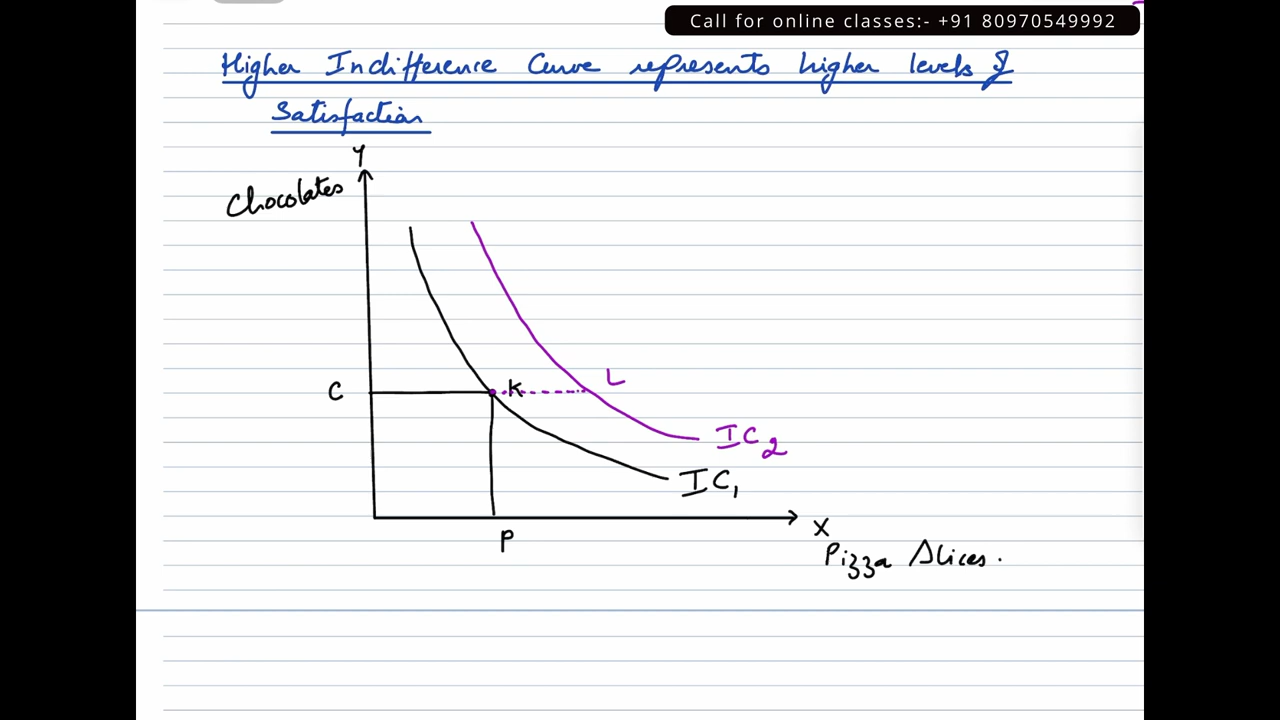 Call for online classes:- +91 80970549992
Higher Indifference Curve represents higher levels of
Satisfaction
Y
Chocolates
C
K
L
IC2
IC1
P
X
Pizza Slices.